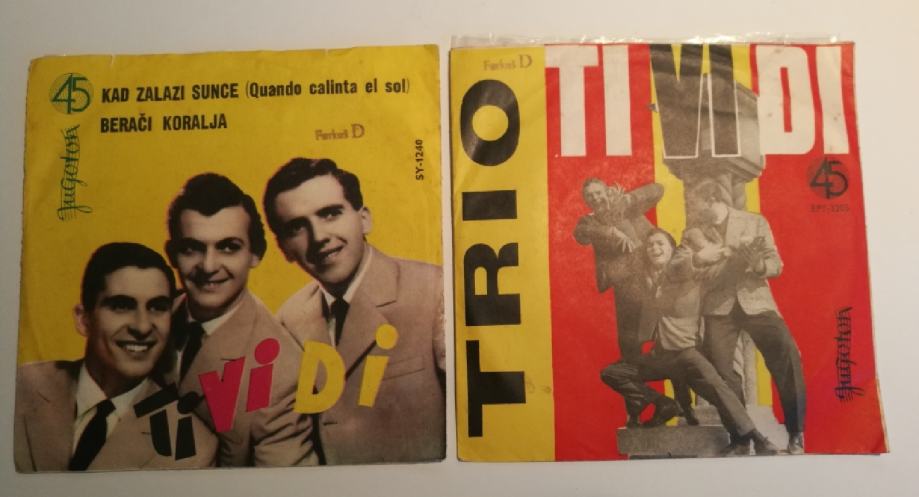 45
KAD ZALAZI SUNCE (Quando calinta el sol)
BERAČI KORALJA
Jugoton
Farkaš D
SY-1240
Ti Vi Di
Farkaš D
TRIO
TI VI DI
45
Jugoton